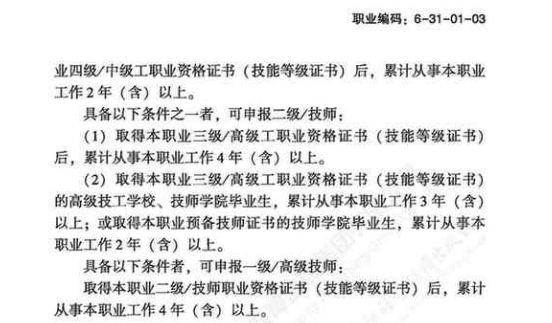 职业编码：6-31-01-03
业四级/中级工职业资格证书（技能等级证书）后，累计从事本职业
工作 2 年（含）以上。
具备以下条件之一者，可申报二级/技师：
（1）取得本职业三级/高级工职业资格证书（技能等级证书）
后，累计从事本职业工作 4 年（含）以上。
（2）取得本职业三级/高级工职业资格证书（技能等级证书）
的高级技工学校、技师学院毕业生，累计从事本职业工作 3 年（含）
以上；或取得本职业预备技师证书的技师学院毕业生，累计从事本
职业工作 2 年（含）以上。
具备以下条件者，可申报一级/高级技师：
取得本职业二级/技师职业资格证书（技能等级证书）后，累计
从事本职业工作 4 年（含）以上。